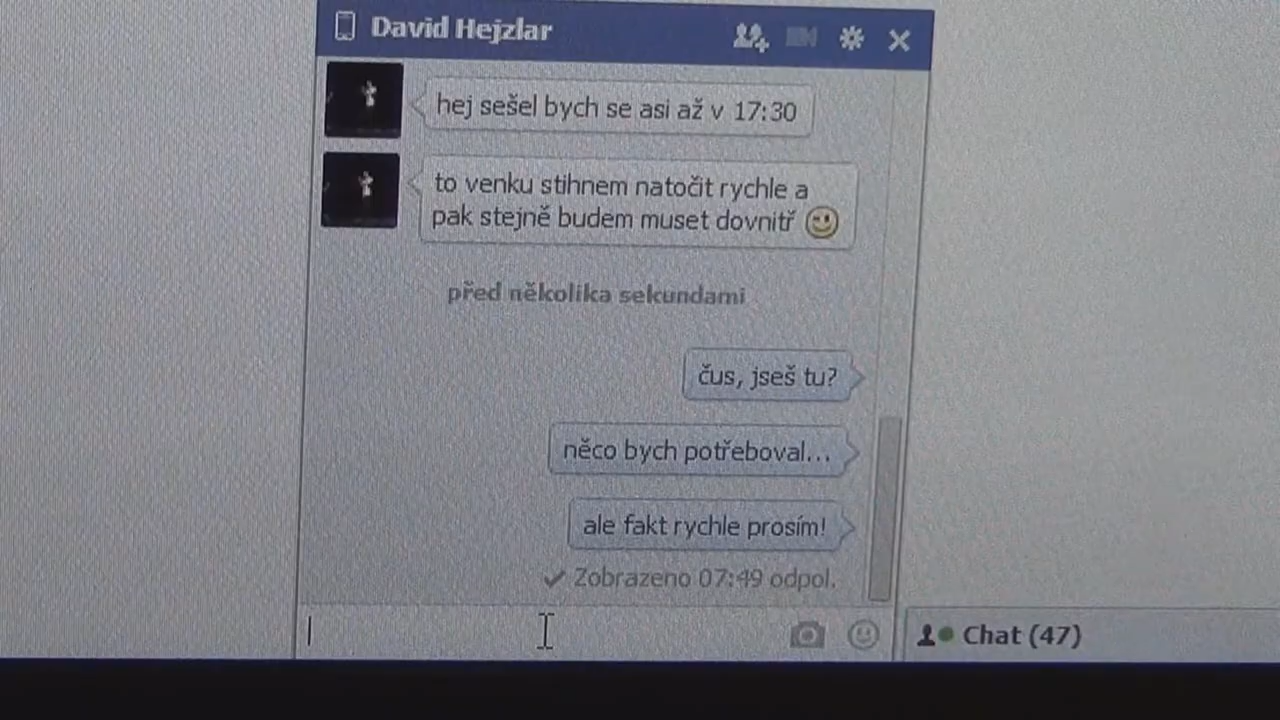 David Hejzlar
hej sešel bych se asi až v 17:30
to venku stihnem natočit rychle a
pak stejně budem muset dovnitř
před několika sekundami
čus, jseš tu?
něco bych potřeboval...
ale fakt rychle prosím!
Zobrazeno 07:49 odpol.
Chat (47)